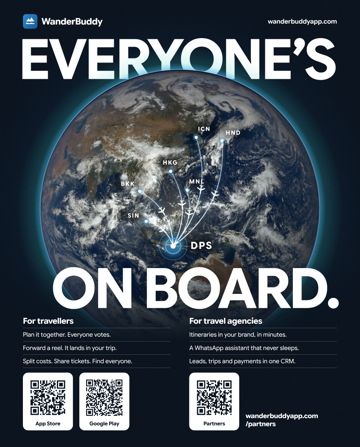 WanderBuddy
wanderbuddyapp.com
EVERYONE'S
ICN
HND
HKG
BKK
MNL
SIN
DPS
ON BOARD.
For travellers
Plan it together. Everyone votes.
Forward a reel. It lands in your trip.
Split costs. Share tickets. Find everyone.
For travel agencies
Itineraries in your brand, in minutes.
A WhatsApp assistant that never sleeps.
Leads, trips and payments in one CRM.
App Store
Google Play
Partners
wanderbuddyapp.com
/partners